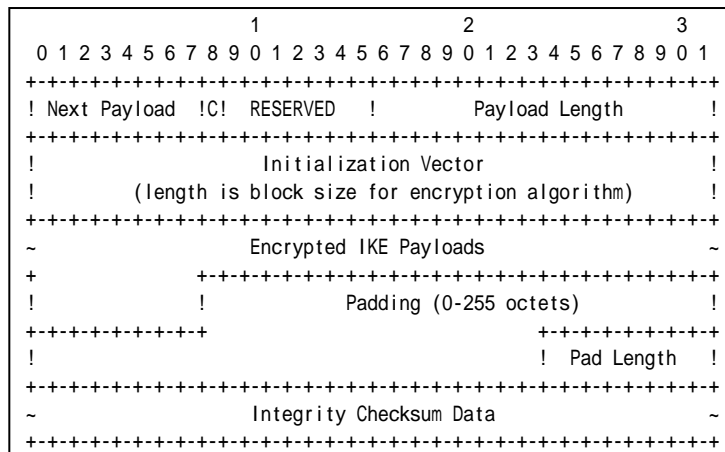 1                   2                   3
 0 1 2 3 4 5 6 7 8 9 0 1 2 3 4 5 6 7 8 9 0 1 2 3 4 5 6 7 8 9 0 1
+-+-+-+-+-+-+-+-+-+-+-+-+-+-+-+-+-+-+-+-+-+-+-+-+-+-+-+-+-+-+-+-+
! Next Payload  !C!  RESERVED   !         Payload Length        !
+-+-+-+-+-+-+-+-+-+-+-+-+-+-+-+-+-+-+-+-+-+-+-+-+-+-+-+-+-+-+-+-+
!                     Initialization Vector                     !
!         (length is block size for encryption algorithm)       !
+-+-+-+-+-+-+-+-+-+-+-+-+-+-+-+-+-+-+-+-+-+-+-+-+-+-+-+-+-+-+-+-+
~                    Encrypted IKE Payloads                     ~
+               +-+-+-+-+-+-+-+-+-+-+-+-+-+-+-+-+-+-+-+-+-+-+-+-+
!               !             Padding (0-255 octets)            !
+-+-+-+-+-+-+-+-+                               +-+-+-+-+-+-+-+-+
!                                               !  Pad Length   !
+-+-+-+-+-+-+-+-+-+-+-+-+-+-+-+-+-+-+-+-+-+-+-+-+-+-+-+-+-+-+-+-+
~                    Integrity Checksum Data                    ~
+-+-+-+-+-+-+-+-+-+-+-+-+-+-+-+-+-+-+-+-+-+-+-+-+-+-+-+-+-+-+-+-+